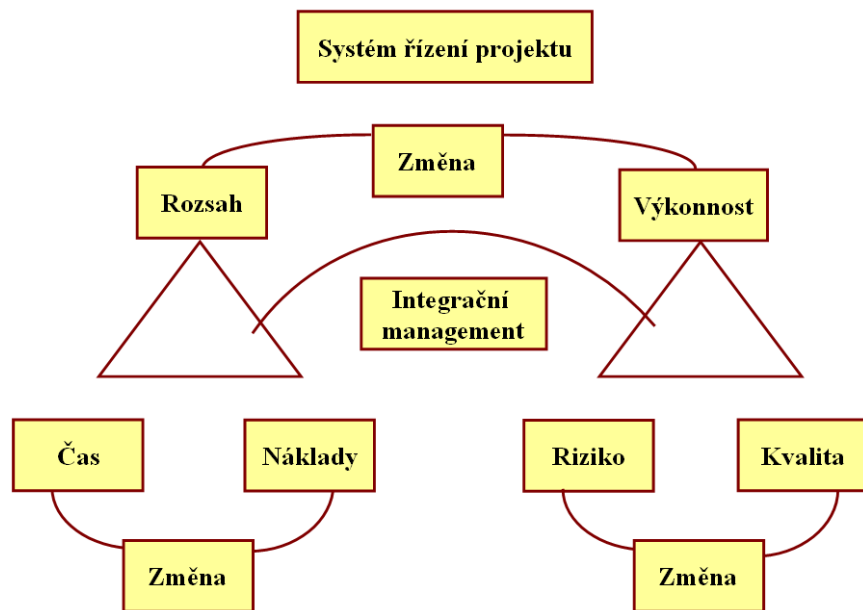 Systém řízení projektu
Změna
Rozsah
Výkonnost
Integrační
management
Čas
Náklady
Riziko
Kvalita
Změna
Změna